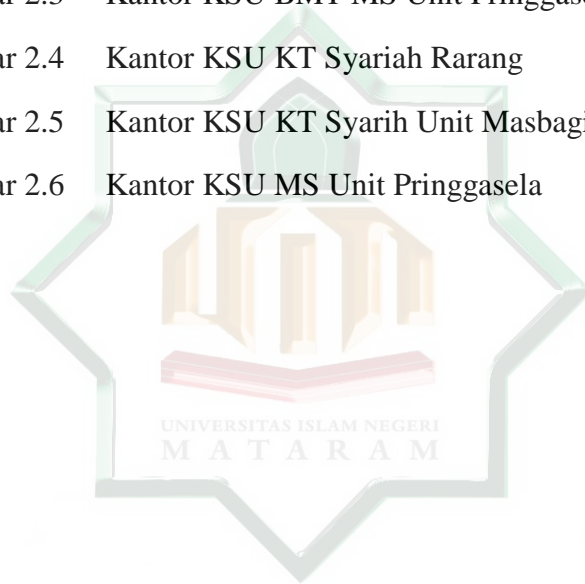 ar 2.4 Kantor KSU KT Syariah Rarang
ar 2.5 Kantor KSU KT Syarih Unit Masbagi
ar 2.6 Kantor KSU MS Unit Pringgasela
UNIVERSITAS ISLAM NEGERI
MATARAM